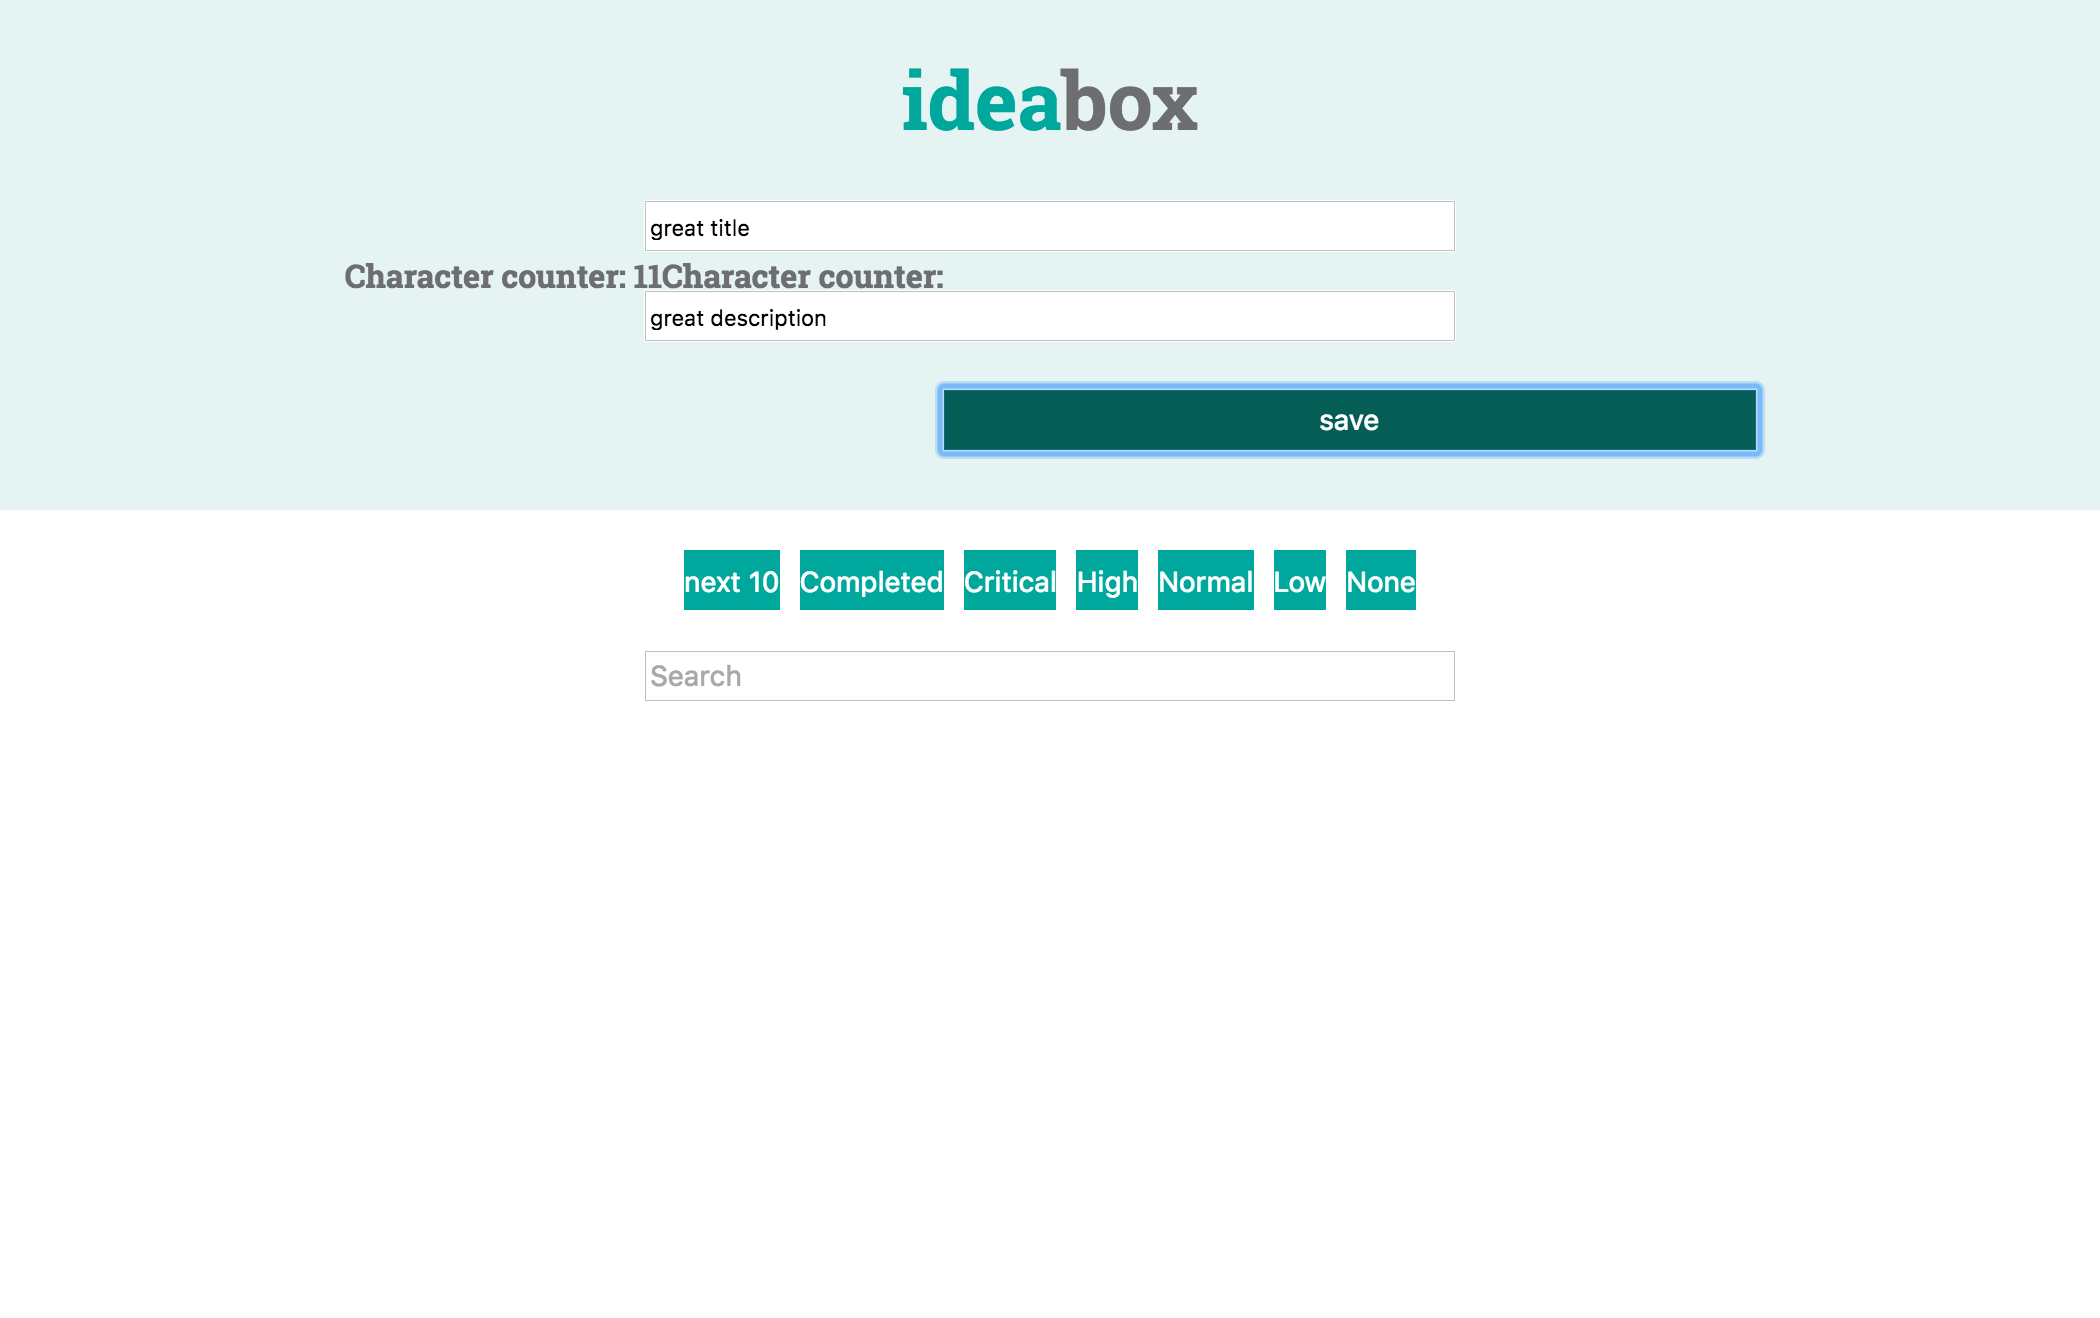 ideabox
great title
Character counter: 11Character counter:
great description
save
next 10 Completed Critical High Normal Low None
Search